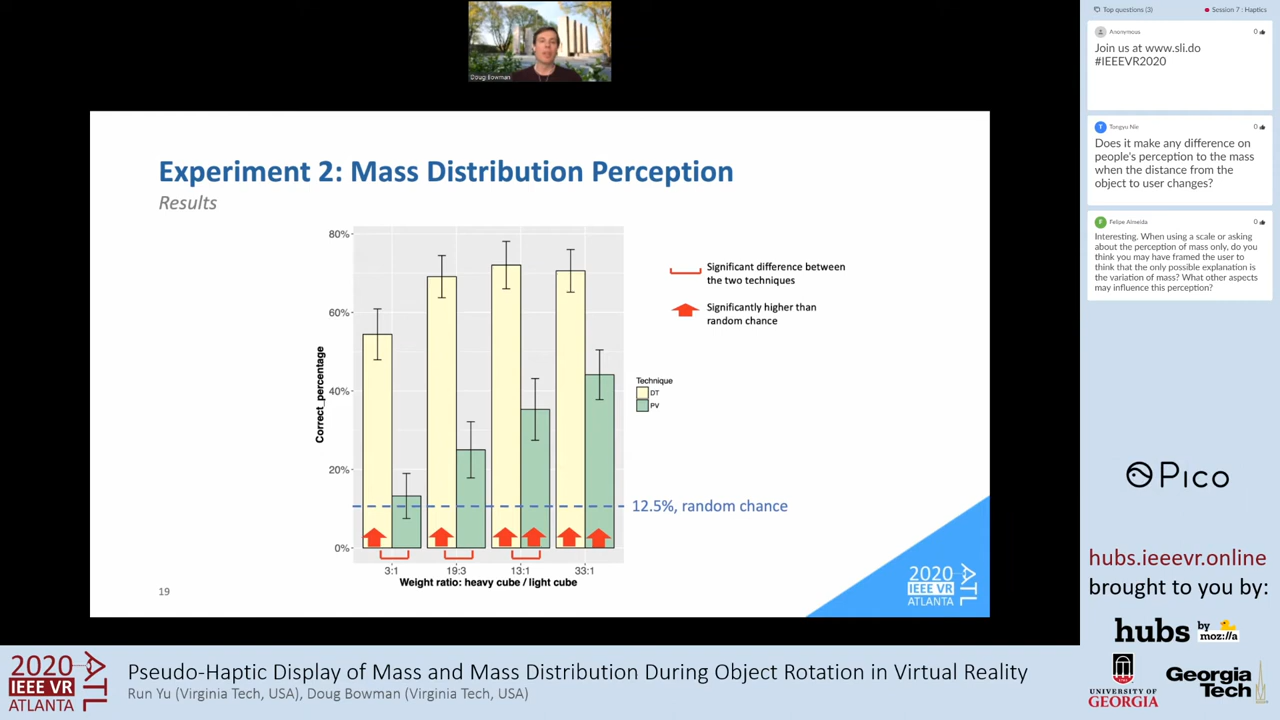 Doug Bowman
Experiment 2: Mass Distribution Perception
Results
80%
60%
40%
20%
0%
Correct_percentage
3:1
19:3
13:1
33:1
Weight ratio: heavy cube / light cube
Significant difference between
the two techniques
Significantly higher than
random chance
Technique
DT
PV
12.5%, random chance
19
2020
IEEE VR
ATLANTA
ATL
Top questions (3)
Session 7 : Haptics
Anonymous
0
Join us at www.sli.do
#IEEEVR2020
T
Tongyu Nie
0
Does it make any difference on
people's perception to the mass
when the distance from the
object to user changes?
F
Felipe Almeida
0
Interesting. When using a scale or asking
about the perception of mass only, do you
think you may have framed the user to
think that the only possible explanation is
the variation of mass? What other aspects
may influence this perception?
Pico
hubs.ieeevr.online
brought to you by:
hubs by moz://a
UNIVERSITY OF
GEORGIA
Georgia
Tech
2020
IEEE VR
ATLANTA
ATL
Pseudo-Haptic Display of Mass and Mass Distribution During Object Rotation in Virtual Reality
Run Yu (Virginia Tech, USA), Doug Bowman (Virginia Tech, USA)